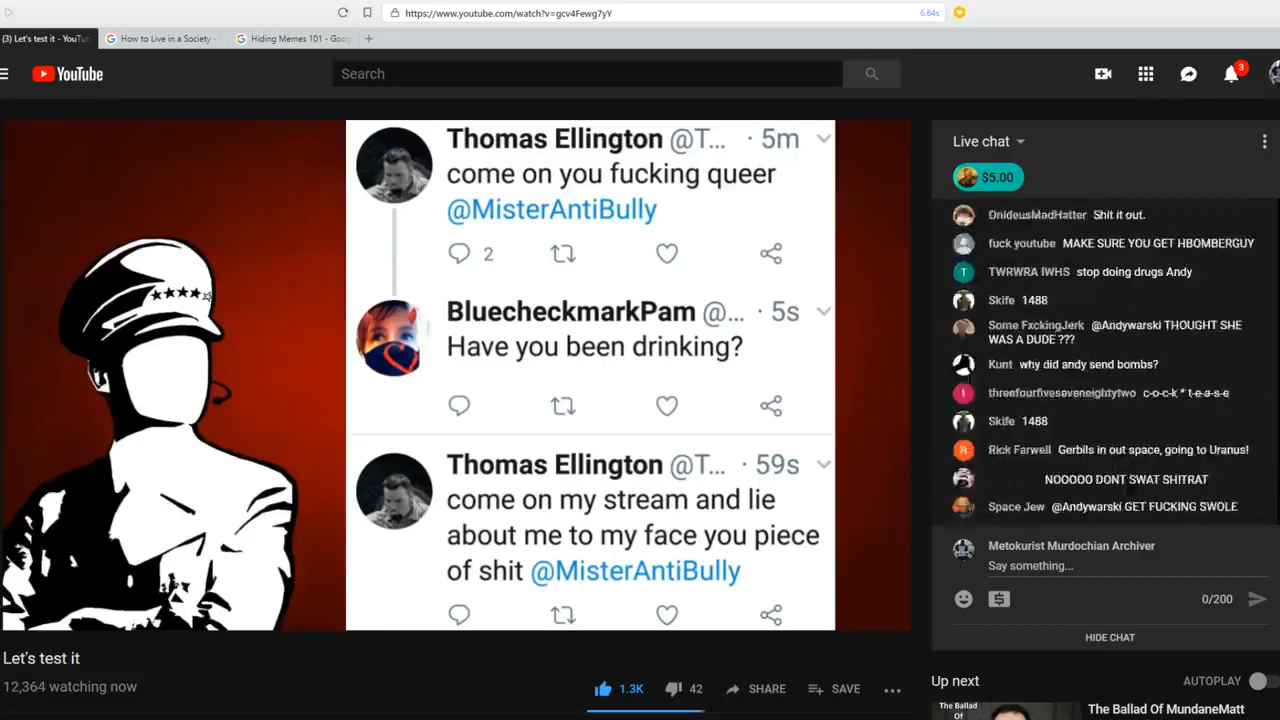 https://www.youtube.com/watch?v=gcv4Fewg7yY
6.64s
(3) Let's test it - YouTub
How to Live in a Society -
Hiding Memes 101 - Goog
YouTube
Search
3
Thomas Ellington @T... · 5m
come on you fucking queer
@MisterAntiBully
2
BluecheckmarkPam @... · 5s
Have you been drinking?
Thomas Ellington @T... · 59s
come on my stream and lie
about me to my face you piece
of shit @MisterAntiBully
Live chat
$5.00
OnideusMadHatter Shit it out.
fuck youtube MAKE SURE YOU GET HBOMBERGUY
T TWRWRA IWHS stop doing drugs Andy
Skife 1488
Some FxckingJerk @Andywarski THOUGHT SHE
WAS A DUDE ???
Kunt why did andy send bombs?
threefourfiveseveneightytwo c-o-c-k * t-e-a-s-e
Skife 1488
R Rick Farwell Gerbils in out space, going to Uranus!
NOOOOO DONT SWAT SHITRAT
Space Jew @Andywarski GET FUCKING SWOLE
Metokurist Murdochian Archiver
Say something...
0/200
HIDE CHAT
Let's test it
12,364 watching now
1.3K
42
SHARE
SAVE
Up next
AUTOPLAY
The Ballad
Of
The Ballad Of MundaneMatt